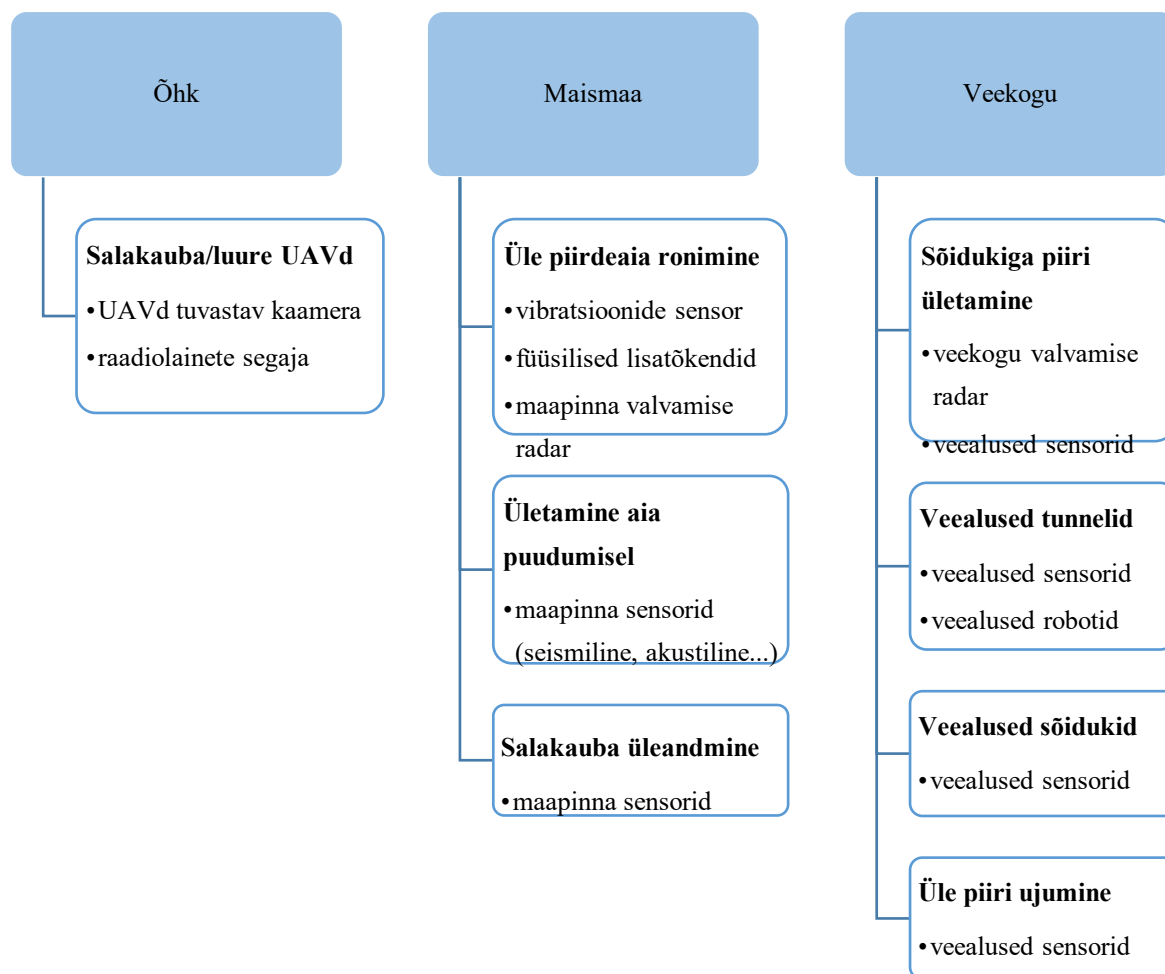 Õhk
Salakauba/luure UAVd
•UAVd tuvastav kaamera
•raadiolainete segaja
Maismaa
Üle piirdeaia ronimine
•vibratsioonide sensor
•füüsilised lisatõkendid
•maapinna valvamise
radar
Ületamine aia
puudumisel
•maapinna sensorid
(seismiline, akustiline...)
Salakauba üleandmine
•maapinna sensorid
Veekogu
Sõidukiga piiri
ületamine
•veekogu valvamise
radar
•veealused sensorid
Veealused tunnelid
•veealused sensorid
•veealused robotid
Veealused sõidukid
•veealused sensorid
Üle piiri ujumine
•veealused sensorid